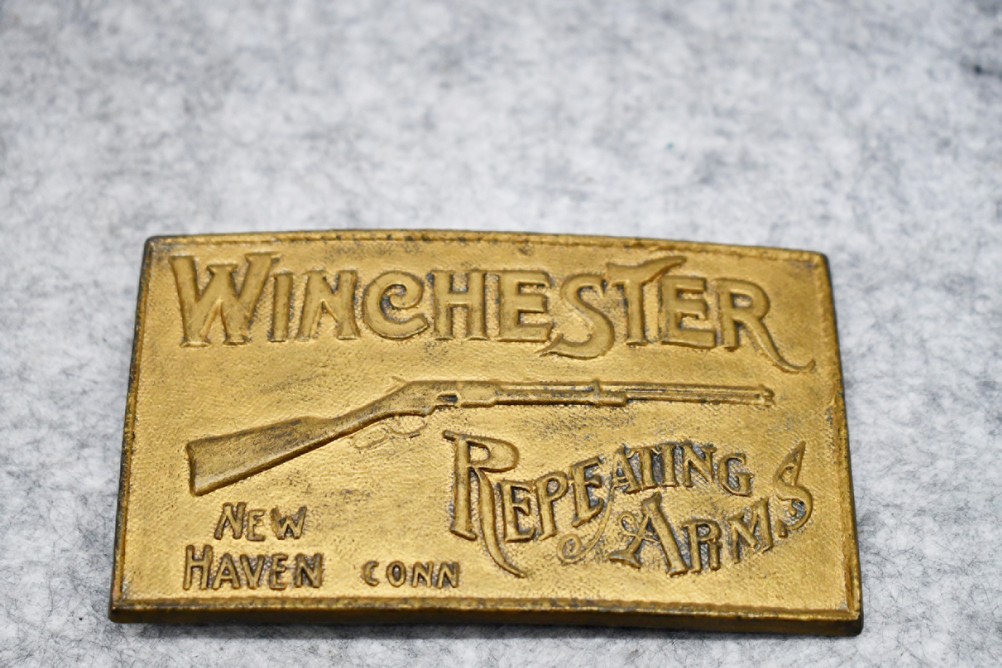 WINCHESTER
REPEATING
ARMS
NEW
HAVEN CONN